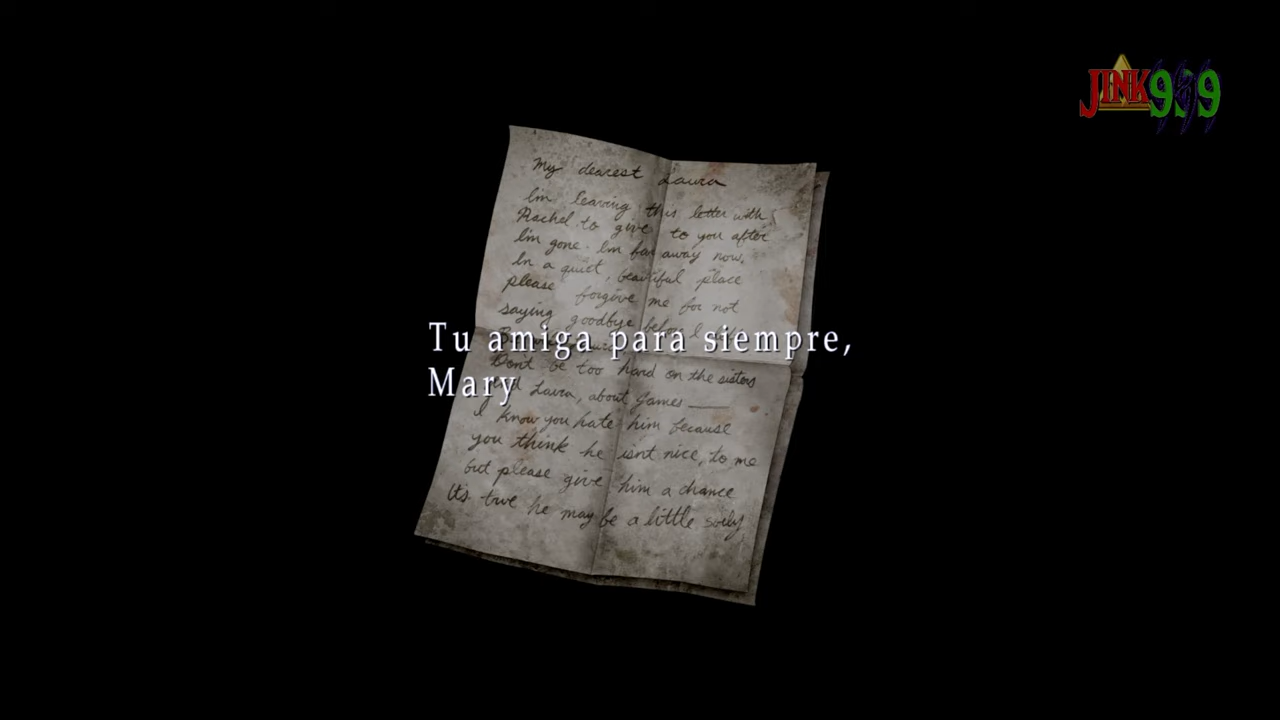 JINK999
My dearest Laura
I'm leaving this letter with
Rachel to give to you after
I'm gone. I'm far away now.
In a quiet, beautiful place
please forgive me for not
saying goodbye before I
Tu amiga para siempre,
Mary
Don't be too hard on the sisters
Laura, about James
I know you hate him because
you think he isn't nice, to me
but please give him a chance
It's true he may be a little surly